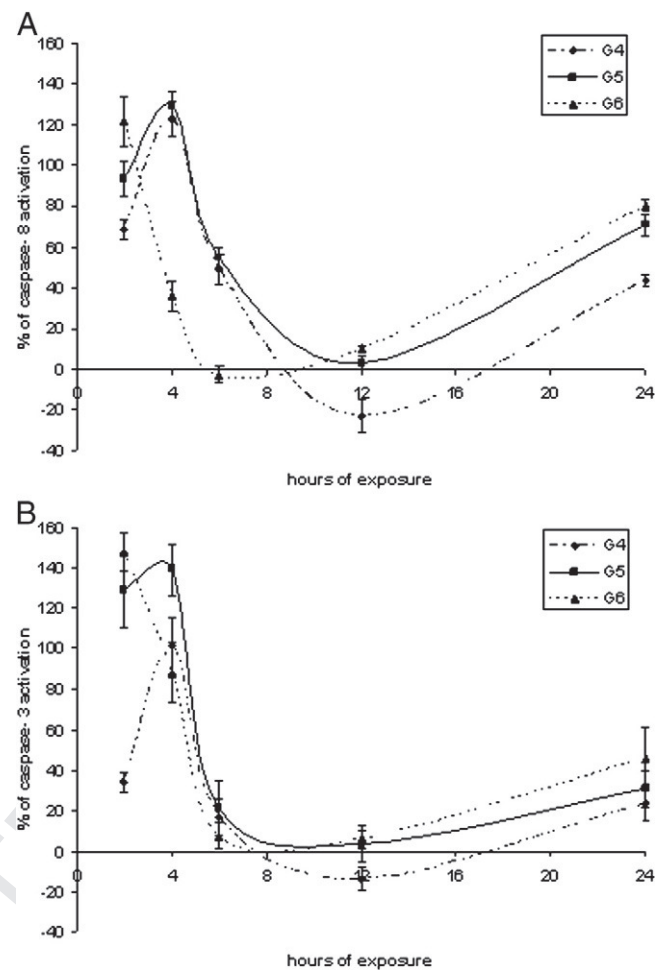 A
160
140
120
100
80
60
40
20
0
-20
-40
% of caspase- 8 activation
0 4 8 12 16 20 24
hours of exposure
G4
G5
G6
B
160
140
120
100
80
60
40
20
0
-20
-40
% of caspase- 3 activation
0 4 8 12 16 20 24
hours of exposure
G4
G5
G6